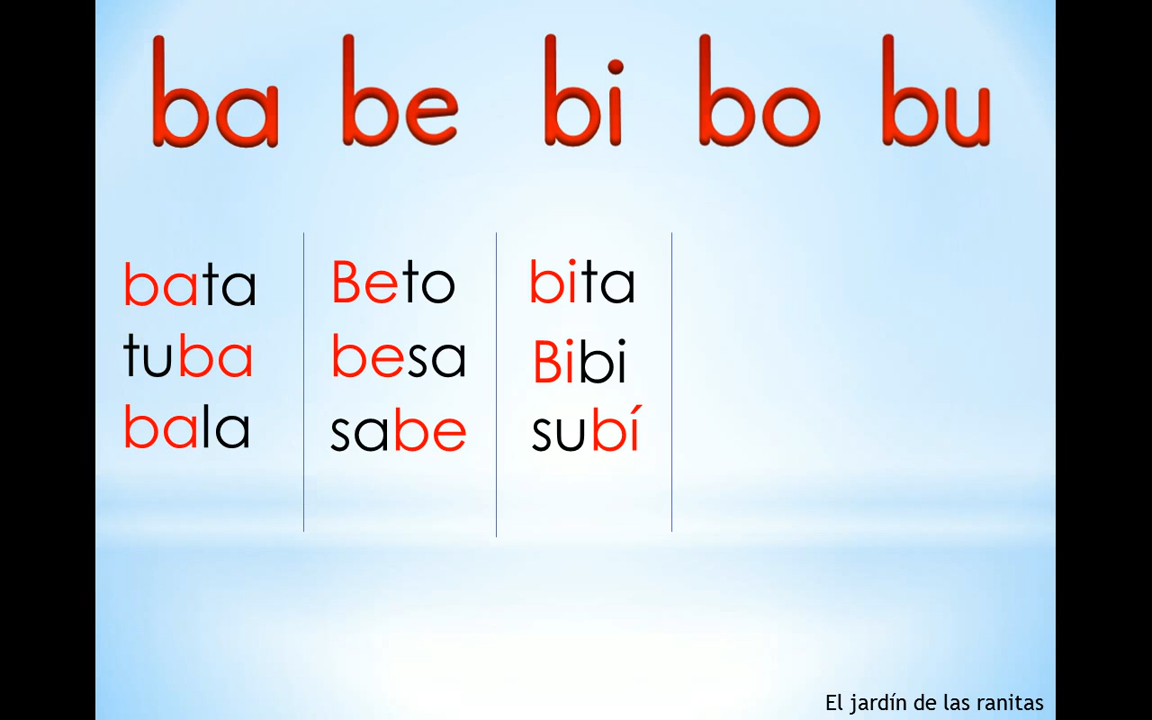 ba be bi bo bu
bata
tuba
bala
Beto
besa
sabe
bita
Bibi
subí
El jardín de las ranitas